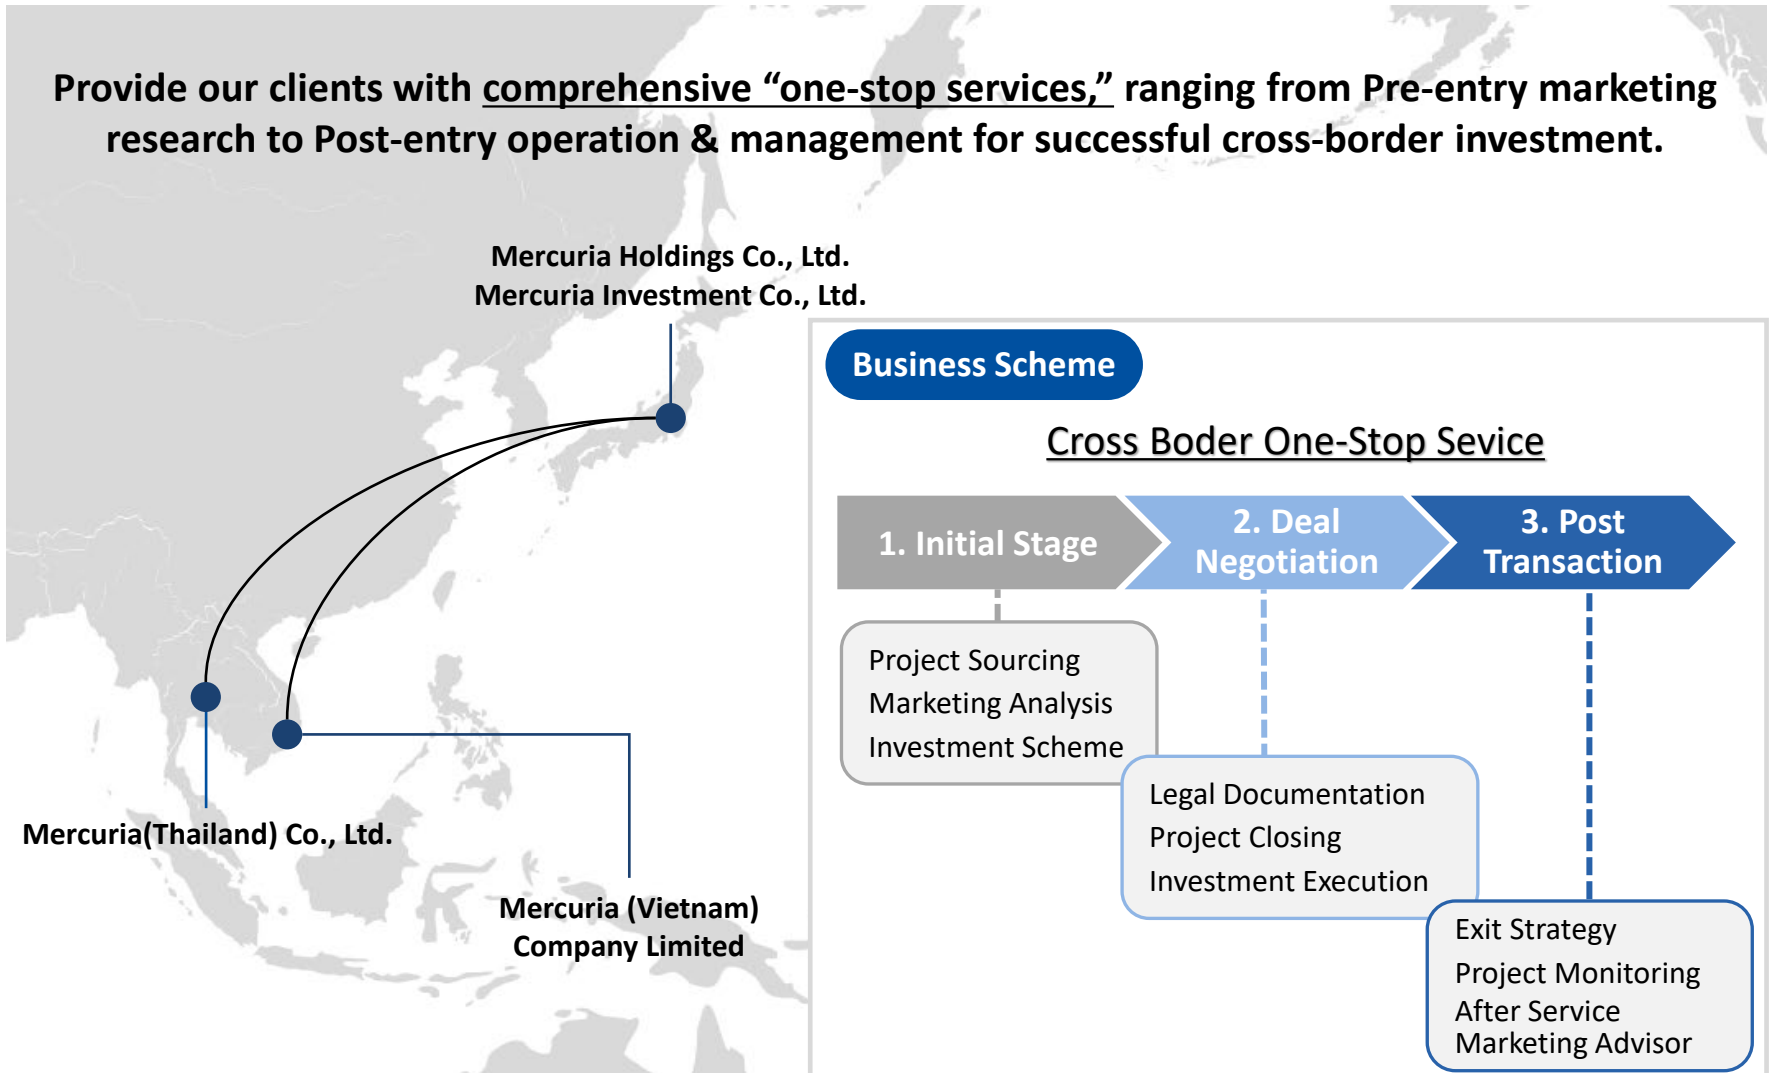 Provide our clients with comprehensive “one-stop services,” ranging from Pre-entry marketing
research to Post-entry operation & management for successful cross-border investment.
Mercuria Holdings Co., Ltd.
Mercuria Investment Co., Ltd.
Mercuria(Thailand) Co., Ltd.
Mercuria (Vietnam)
Company Limited
Business Scheme
Cross Boder One-Stop Sevice
1. Initial Stage
2. Deal
Negotiation
3. Post
Transaction
Project Sourcing
Marketing Analysis
Investment Scheme
Legal Documentation
Project Closing
Investment Execution
Exit Strategy
Project Monitoring
After Service
Marketing Advisor